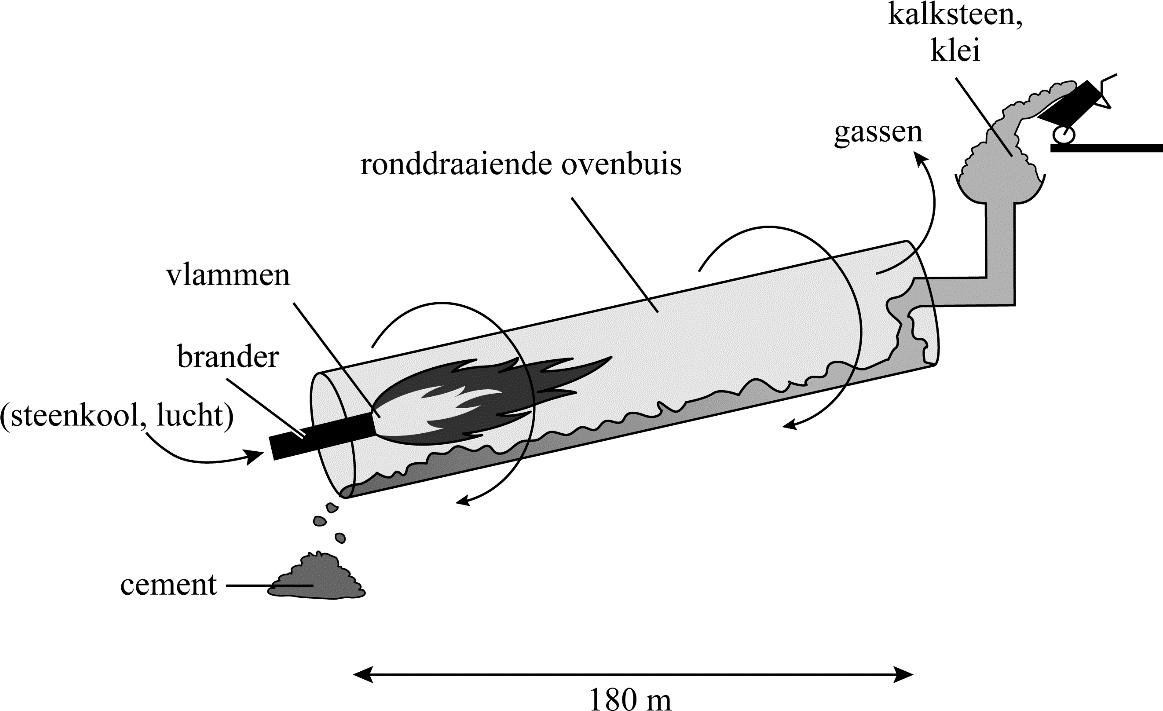 kalksteen,
klei
gassen
ronddraaiende ovenbuis
vlammen
brander
(steenkool, lucht)
cement
180 m